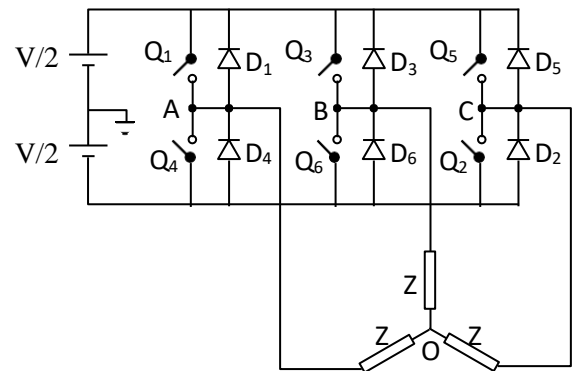 V/2
Q1 D1 Q3 D3 Q5 D5
A B C
V/2
Q4 D4 Q6 D6 Q2 D2
Z
Z O Z